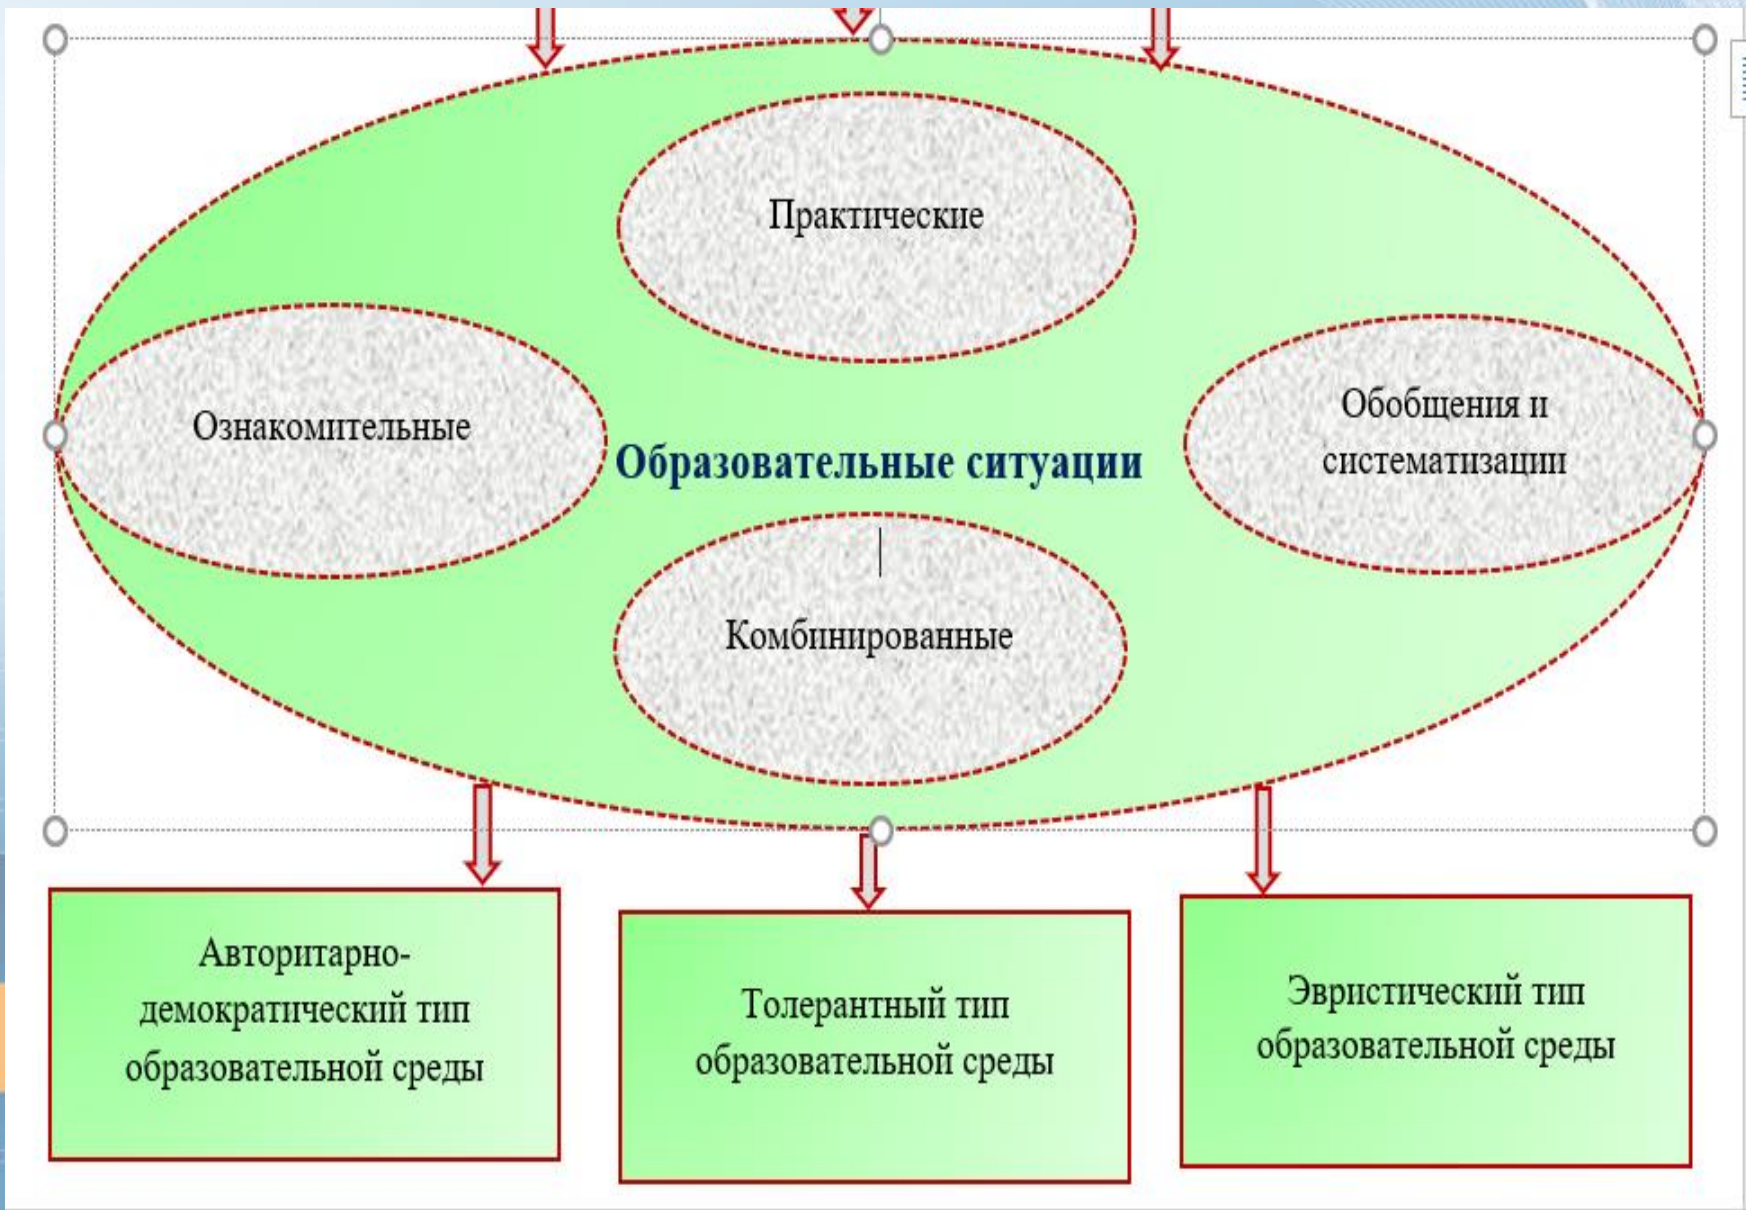 Практические
Ознакомительные
Обобщения и
систематизации
Образовательные ситуации
Комбинированные
Авторитарно-
демократический тип
образовательной среды
Толерантный тип
образовательной среды
Эвристический тип
образовательной среды